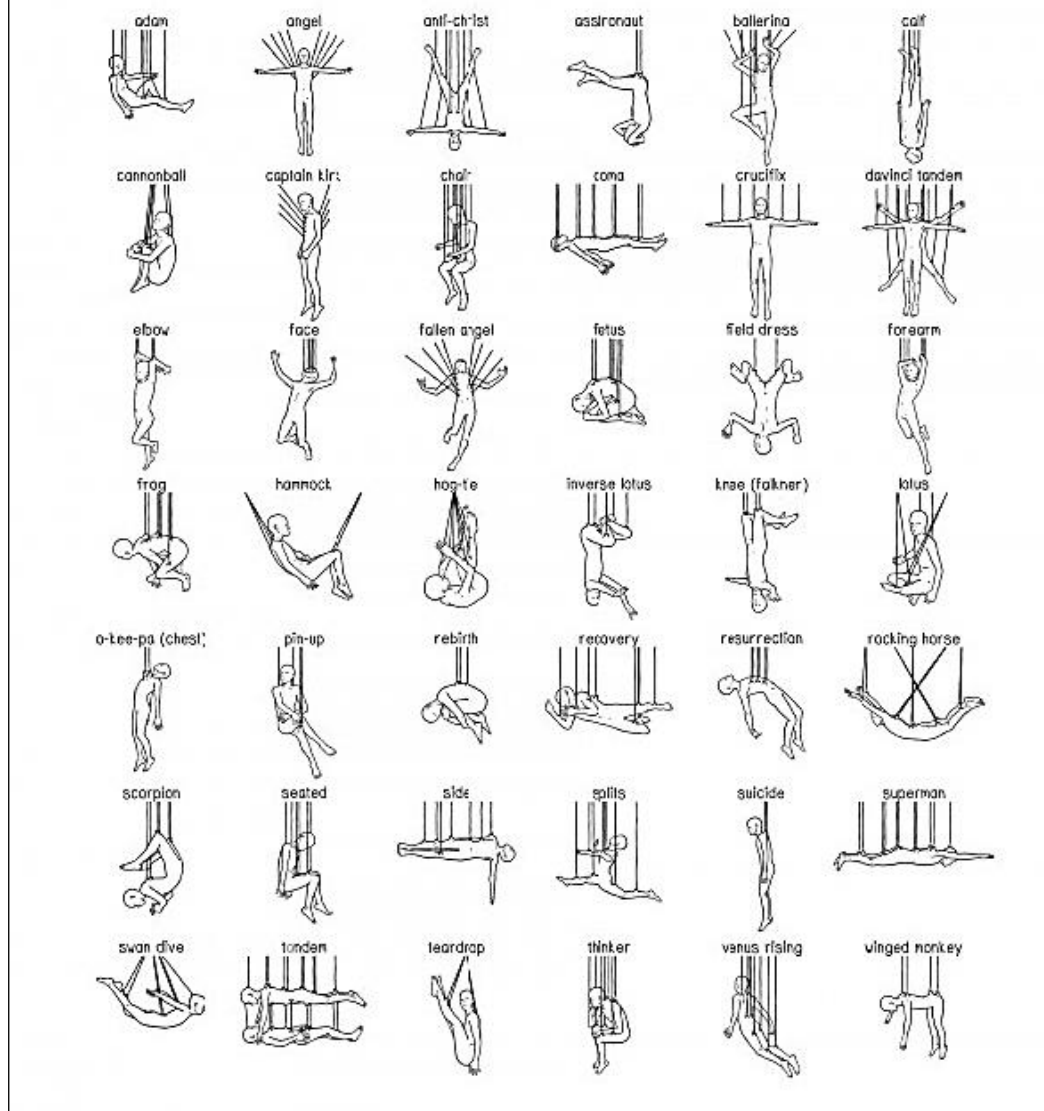 adam angel anti-christ assironaut ballerina calf
cannonball captain kirk chair coma crucifix davinci tandem
elbow face fallen angel fetus field dress forearm
frog hammock hog-tie inverse lotus knee (falkner) lotus
o-kee-pa (chest) pin-up rebirth recovery resurrection rocking horse
scorpion seated side splits suicide superman
swan dive tandem teardrop thinker venus rising winged monkey